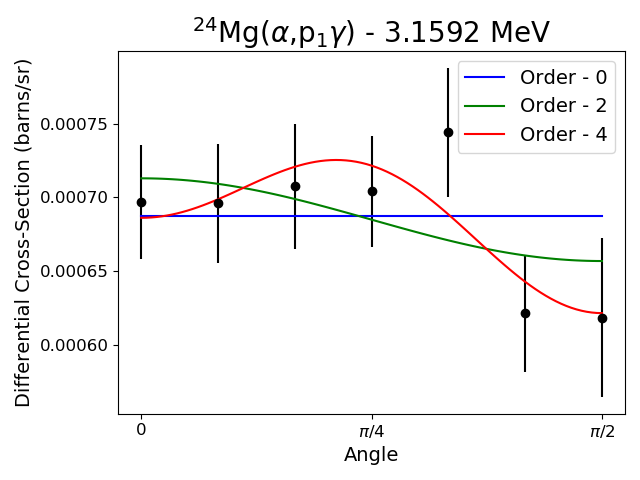 ²⁴Mg(α,p₁γ) - 3.1592 MeV
Order - 0
Order - 2
Order - 4
Differential Cross-Section (barns/sr)
0.00075
0.00070
0.00065
0.00060
0
π/4
π/2
Angle